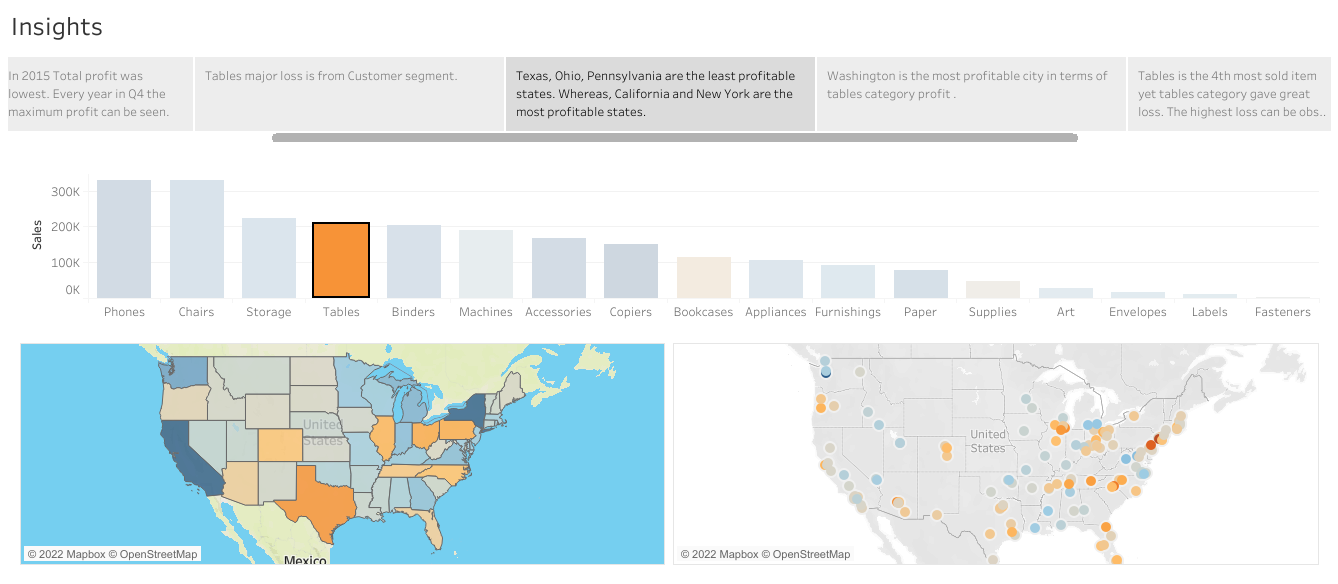 Insights
In 2015 Total profit was
lowest. Every year in Q4 the
maximum profit can be seen.
Tables major loss is from Customer segment.
Texas, Ohio, Pennsylvania are the least profitable
states. Whereas, California and New York are the
most profitable states.
Washington is the most profitable city in terms of
tables category profit .
Tables is the 4th most sold item
yet tables category gave great
loss. The highest loss can be obs..
Sales
300K
200K
100K
0K
Phones
Chairs
Storage
Tables
Binders
Machines
Accessories
Copiers
Bookcases
Appliances
Furnishings
Paper
Supplies
Art
Envelopes
Labels
Fasteners
United
States
Mexico
© 2022 Mapbox © OpenStreetMap
United
States
© 2022 Mapbox © OpenStreetMap